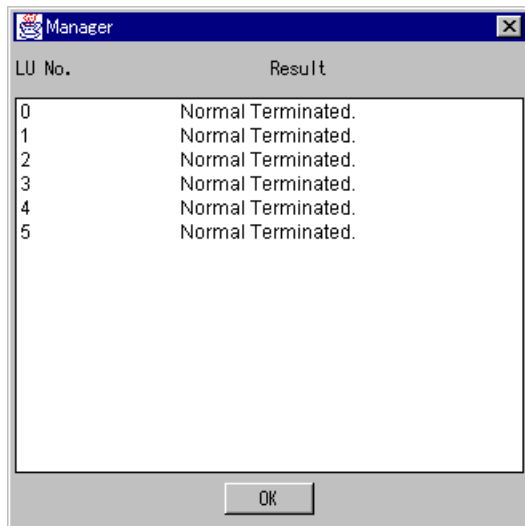 Manager
LU No. Result
0 Normal Terminated.
1 Normal Terminated.
2 Normal Terminated.
3 Normal Terminated.
4 Normal Terminated.
5 Normal Terminated.
OK